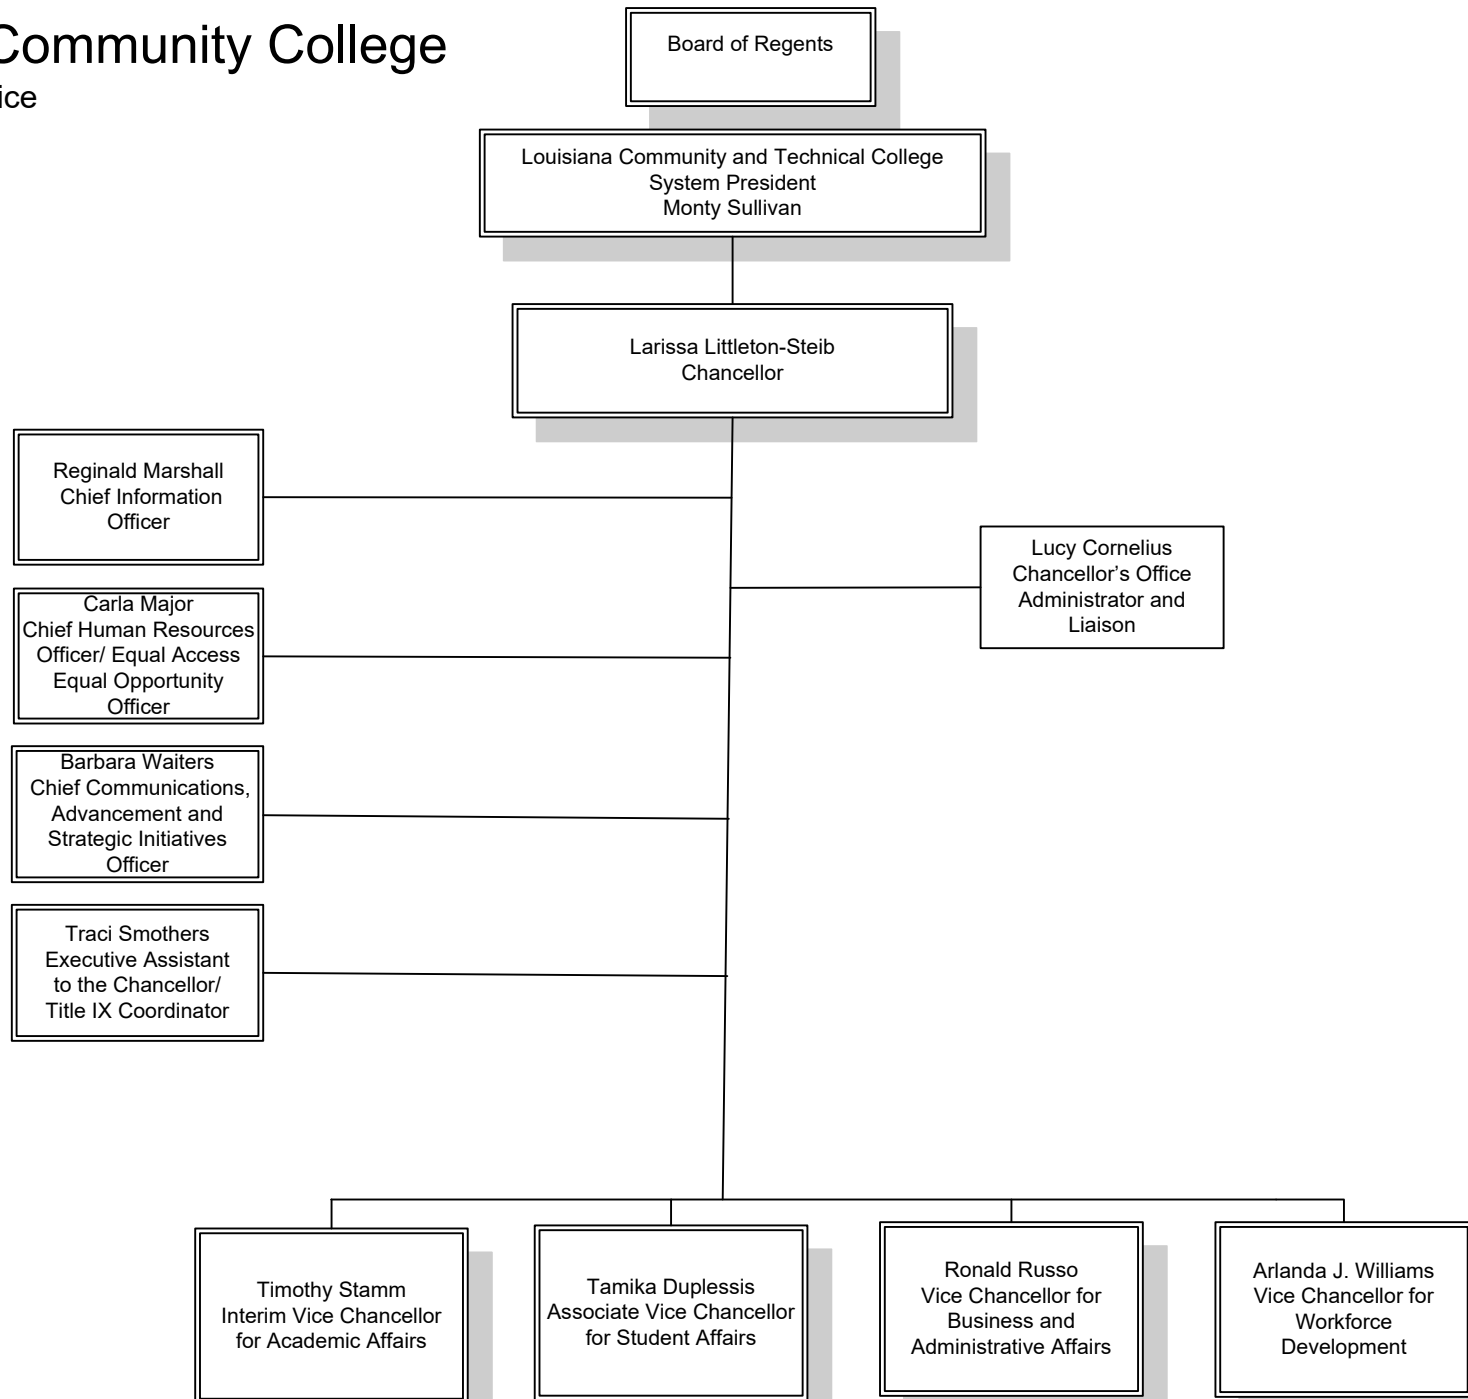 Community College
ice
Board of Regents
Louisiana Community and Technical College
System President
Monty Sullivan
Larissa Littleton-Steib
Chancellor
Reginald Marshall
Chief Information
Officer
Lucy Cornelius
Chancellor’s Office
Administrator and
Liaison
Carla Major
Chief Human Resources
Officer/ Equal Access
Equal Opportunity
Officer
Barbara Waiters
Chief Communications,
Advancement and
Strategic Initiatives
Officer
Traci Smothers
Executive Assistant
to the Chancellor/
Title IX Coordinator
Timothy Stamm
Interim Vice Chancellor
for Academic Affairs
Tamika Duplessis
Associate Vice Chancellor
for Student Affairs
Ronald Russo
Vice Chancellor for
Business and
Administrative Affairs
Arlanda J. Williams
Vice Chancellor for
Workforce
Development